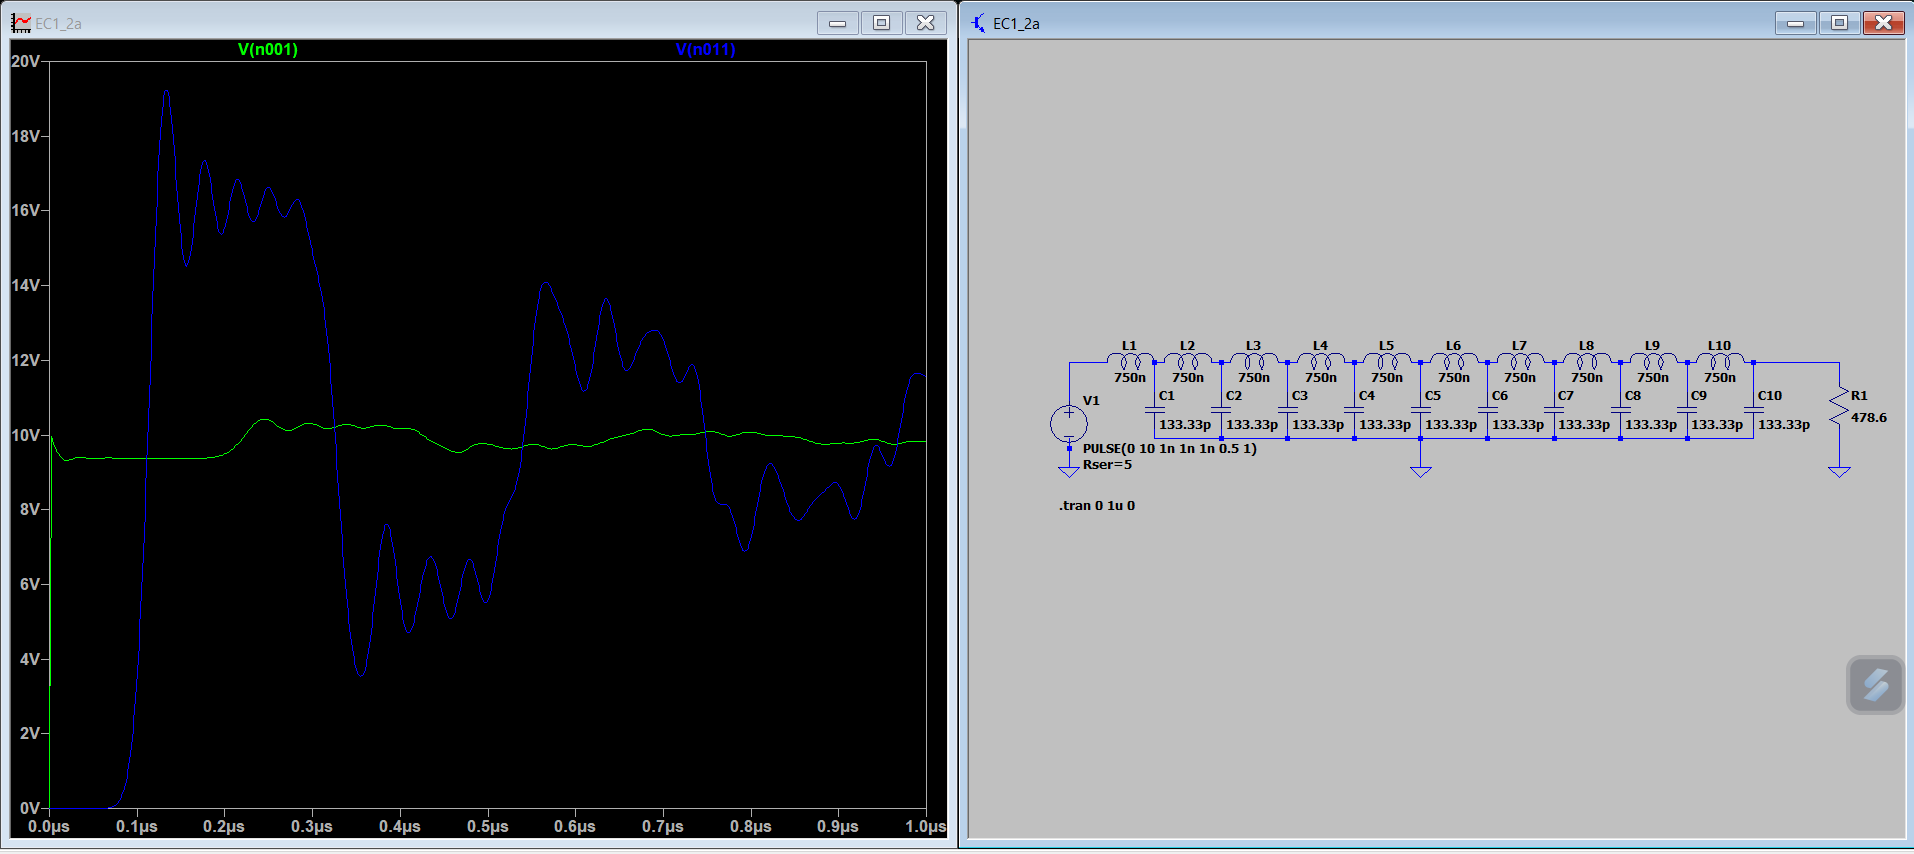 EC1_2a
V(n001) V(n011)
20V
18V
16V
14V
12V
10V
8V
6V
4V
2V
0V
0.0µs 0.1µs 0.2µs 0.3µs 0.4µs 0.5µs 0.6µs 0.7µs 0.8µs 0.9µs 1.0µs
EC1_2a
L1 L2 L3 L4 L5 L6 L7 L8 L9 L10
750n 750n 750n 750n 750n 750n 750n 750n 750n 750n
V1 C1 C2 C3 C4 C5 C6 C7 C8 C9 C10 R1
133.33p 133.33p 133.33p 133.33p 133.33p 133.33p 133.33p 133.33p 133.33p 133.33p 478.6
PULSE(0 10 1n 1n 1n 0.5 1)
Rser=5
.tran 0 1u 0